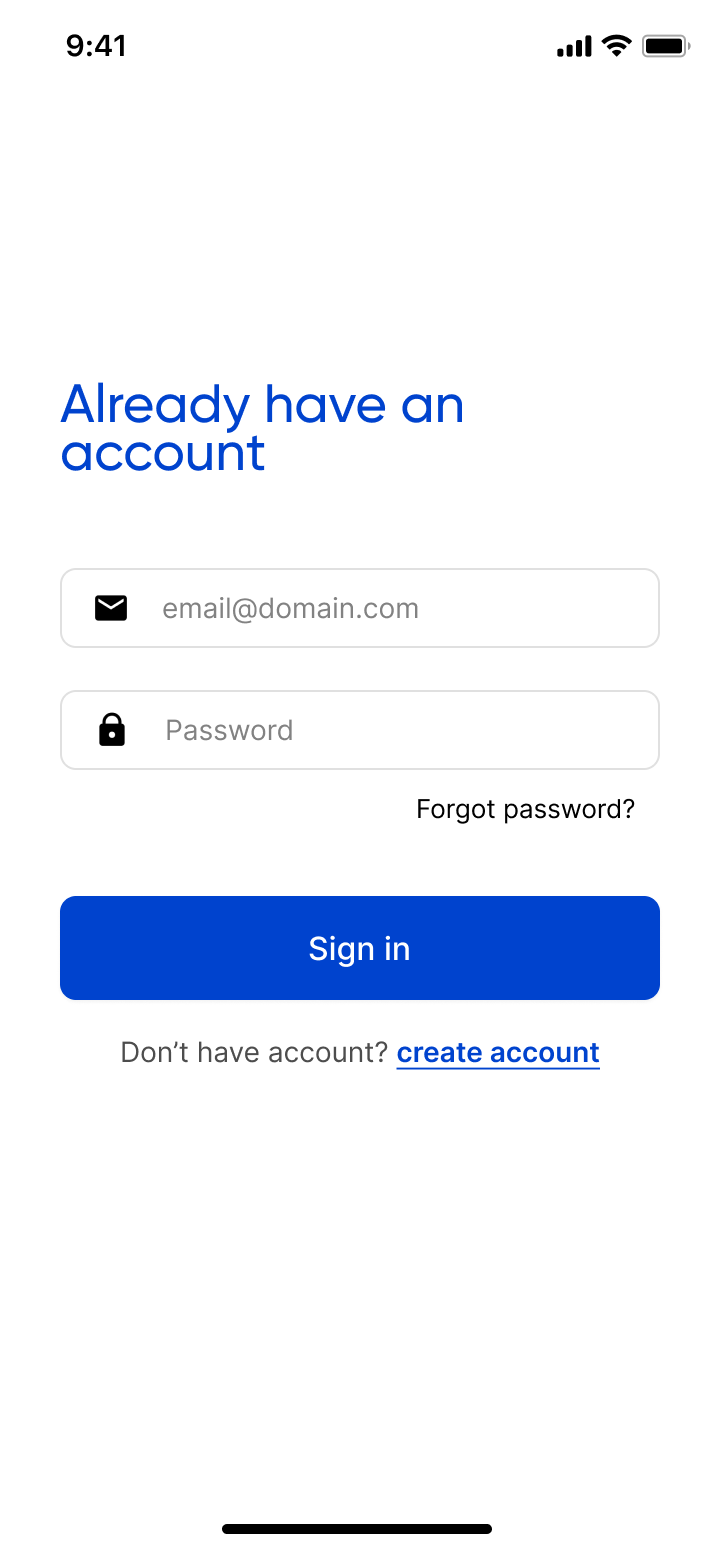 9:41
Already have an
account
email@domain.com
Password
Forgot password?
Sign in
Don’t have account? create account